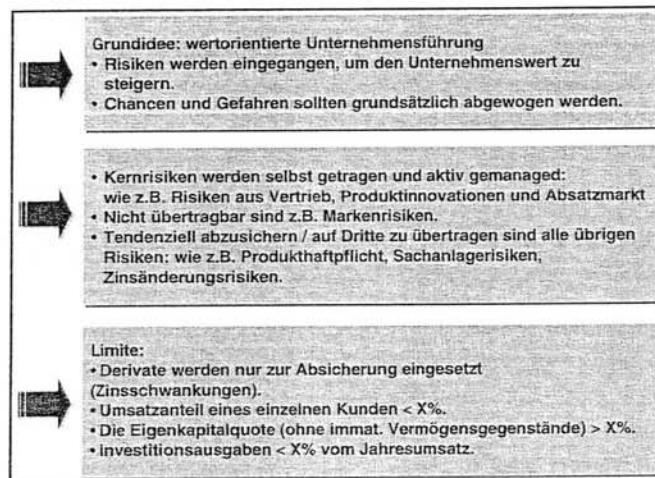 Grundidee: wertorientierte Unternehmensführung
• Risiken werden eingegangen, um den Unternehmenswert zu
steigern.
• Chancen und Gefahren sollten grundsätzlich abgewogen werden.
• Kernrisiken werden selbst getragen und aktiv gemanaged:
wie z.B. Risiken aus Vertrieb, Produktinnovationen und Absatzmarkt
• Nicht übertragbar sind z.B. Markenrisiken.
• Tendenziell abzusichern / auf Dritte zu übertragen sind alle übrigen
Risiken: wie z.B. Produkthaftpflicht, Sachanlagerisiken,
Zinsänderungsrisiken.
Limite:
• Derivate werden nur zur Absicherung eingesetzt
(Zinsschwankungen).
• Umsatzanteil eines einzelnen Kunden < X%.
• Die Eigenkapitalquote (ohne immat. Vermögensgegenstände) > X%.
• Investitionsausgaben < X% vom Jahresumsatz.